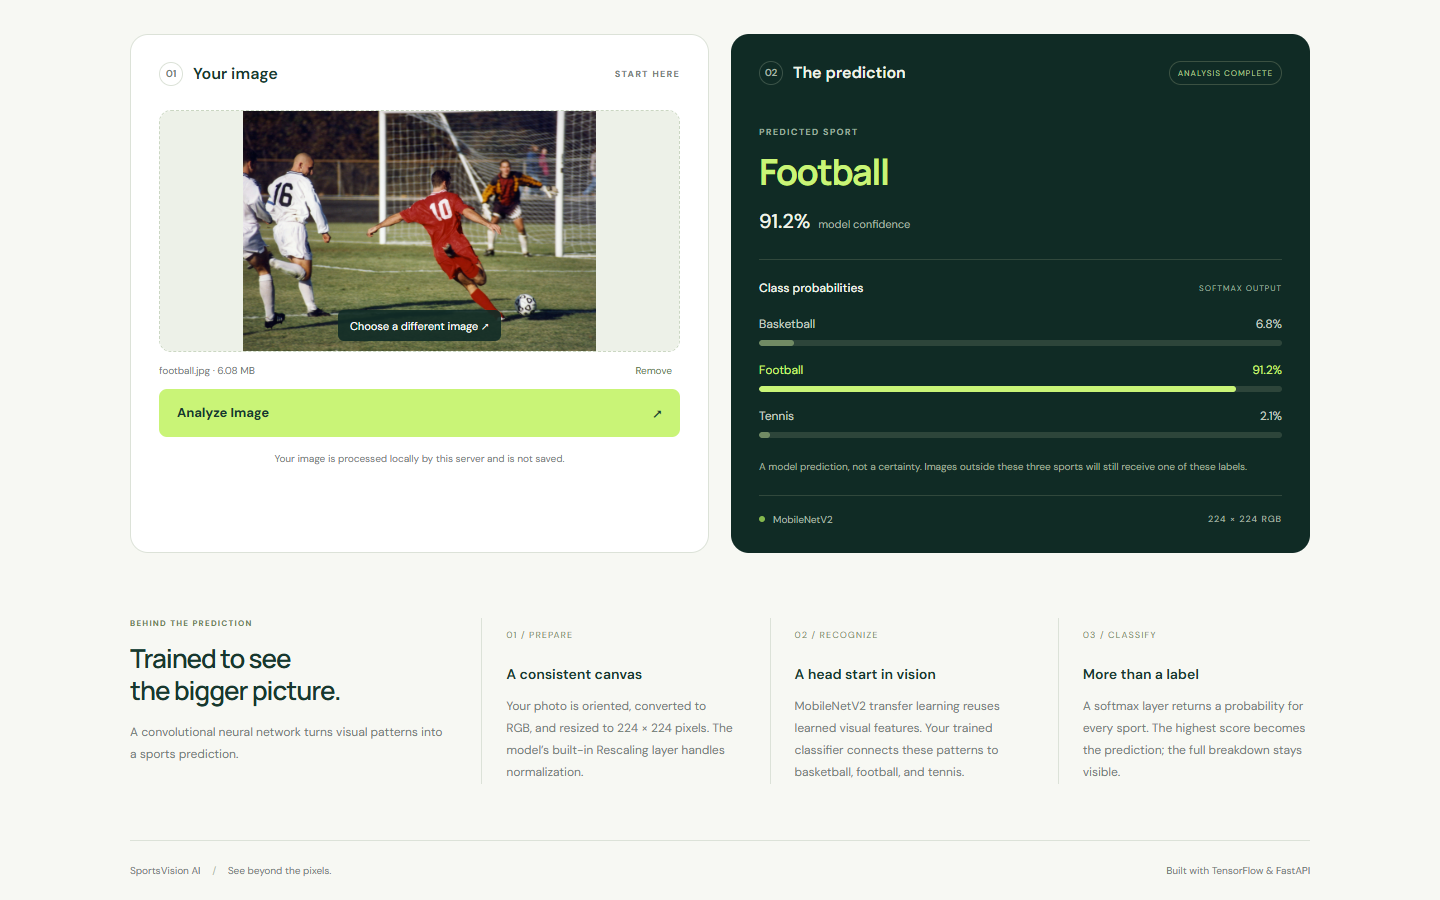 01 Your image
START HERE
16
10
Choose a different image ↗
football.jpg · 6.08 MB
Remove
Analyze Image ↗
Your image is processed locally by this server and is not saved.
02 The prediction
ANALYSIS COMPLETE
PREDICTED SPORT
Football
91.2% model confidence
Class probabilities
SOFTMAX OUTPUT
Basketball 6.8%
Football 91.2%
Tennis 2.1%
A model prediction, not a certainty. Images outside these three sports will still receive one of these labels.
MobileNetV2
224 × 224 RGB
BEHIND THE PREDICTION
Trained to see
the bigger picture.
A convolutional neural network turns visual patterns into
a sports prediction.
01 / PREPARE
A consistent canvas
Your photo is oriented, converted to
RGB, and resized to 224 × 224 pixels. The
model’s built-in Rescaling layer handles
normalization.
02 / RECOGNIZE
A head start in vision
MobileNetV2 transfer learning reuses
learned visual features. Your trained
classifier connects these patterns to
basketball, football, and tennis.
03 / CLASSIFY
More than a label
A softmax layer returns a probability for
every sport. The highest score becomes
the prediction; the full breakdown stays
visible.
SportsVision AI / See beyond the pixels.
Built with TensorFlow & FastAPI